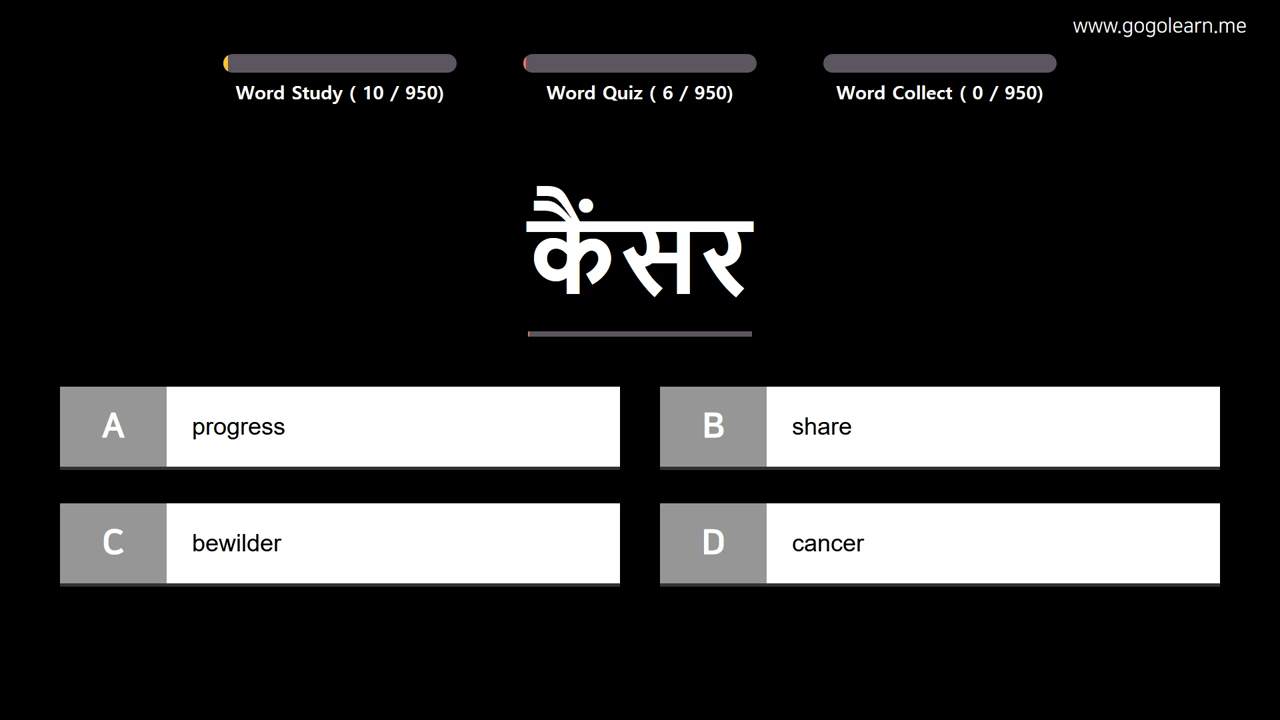 www.gogolearn.me
Word Study ( 10 / 950)
Word Quiz ( 6 / 950)
Word Collect ( 0 / 950)
कैंसर
A progress
B share
C bewilder
D cancer